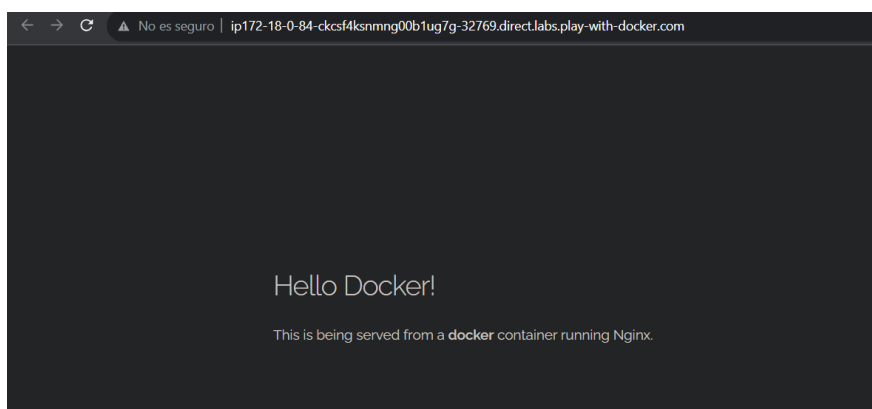 No es seguro | ip172-18-0-84-ckcsf4ksnmng00b1ug7g-32769.direct.labs.play-with-docker.com
Hello Docker!
This is being served from a docker container running Nginx.